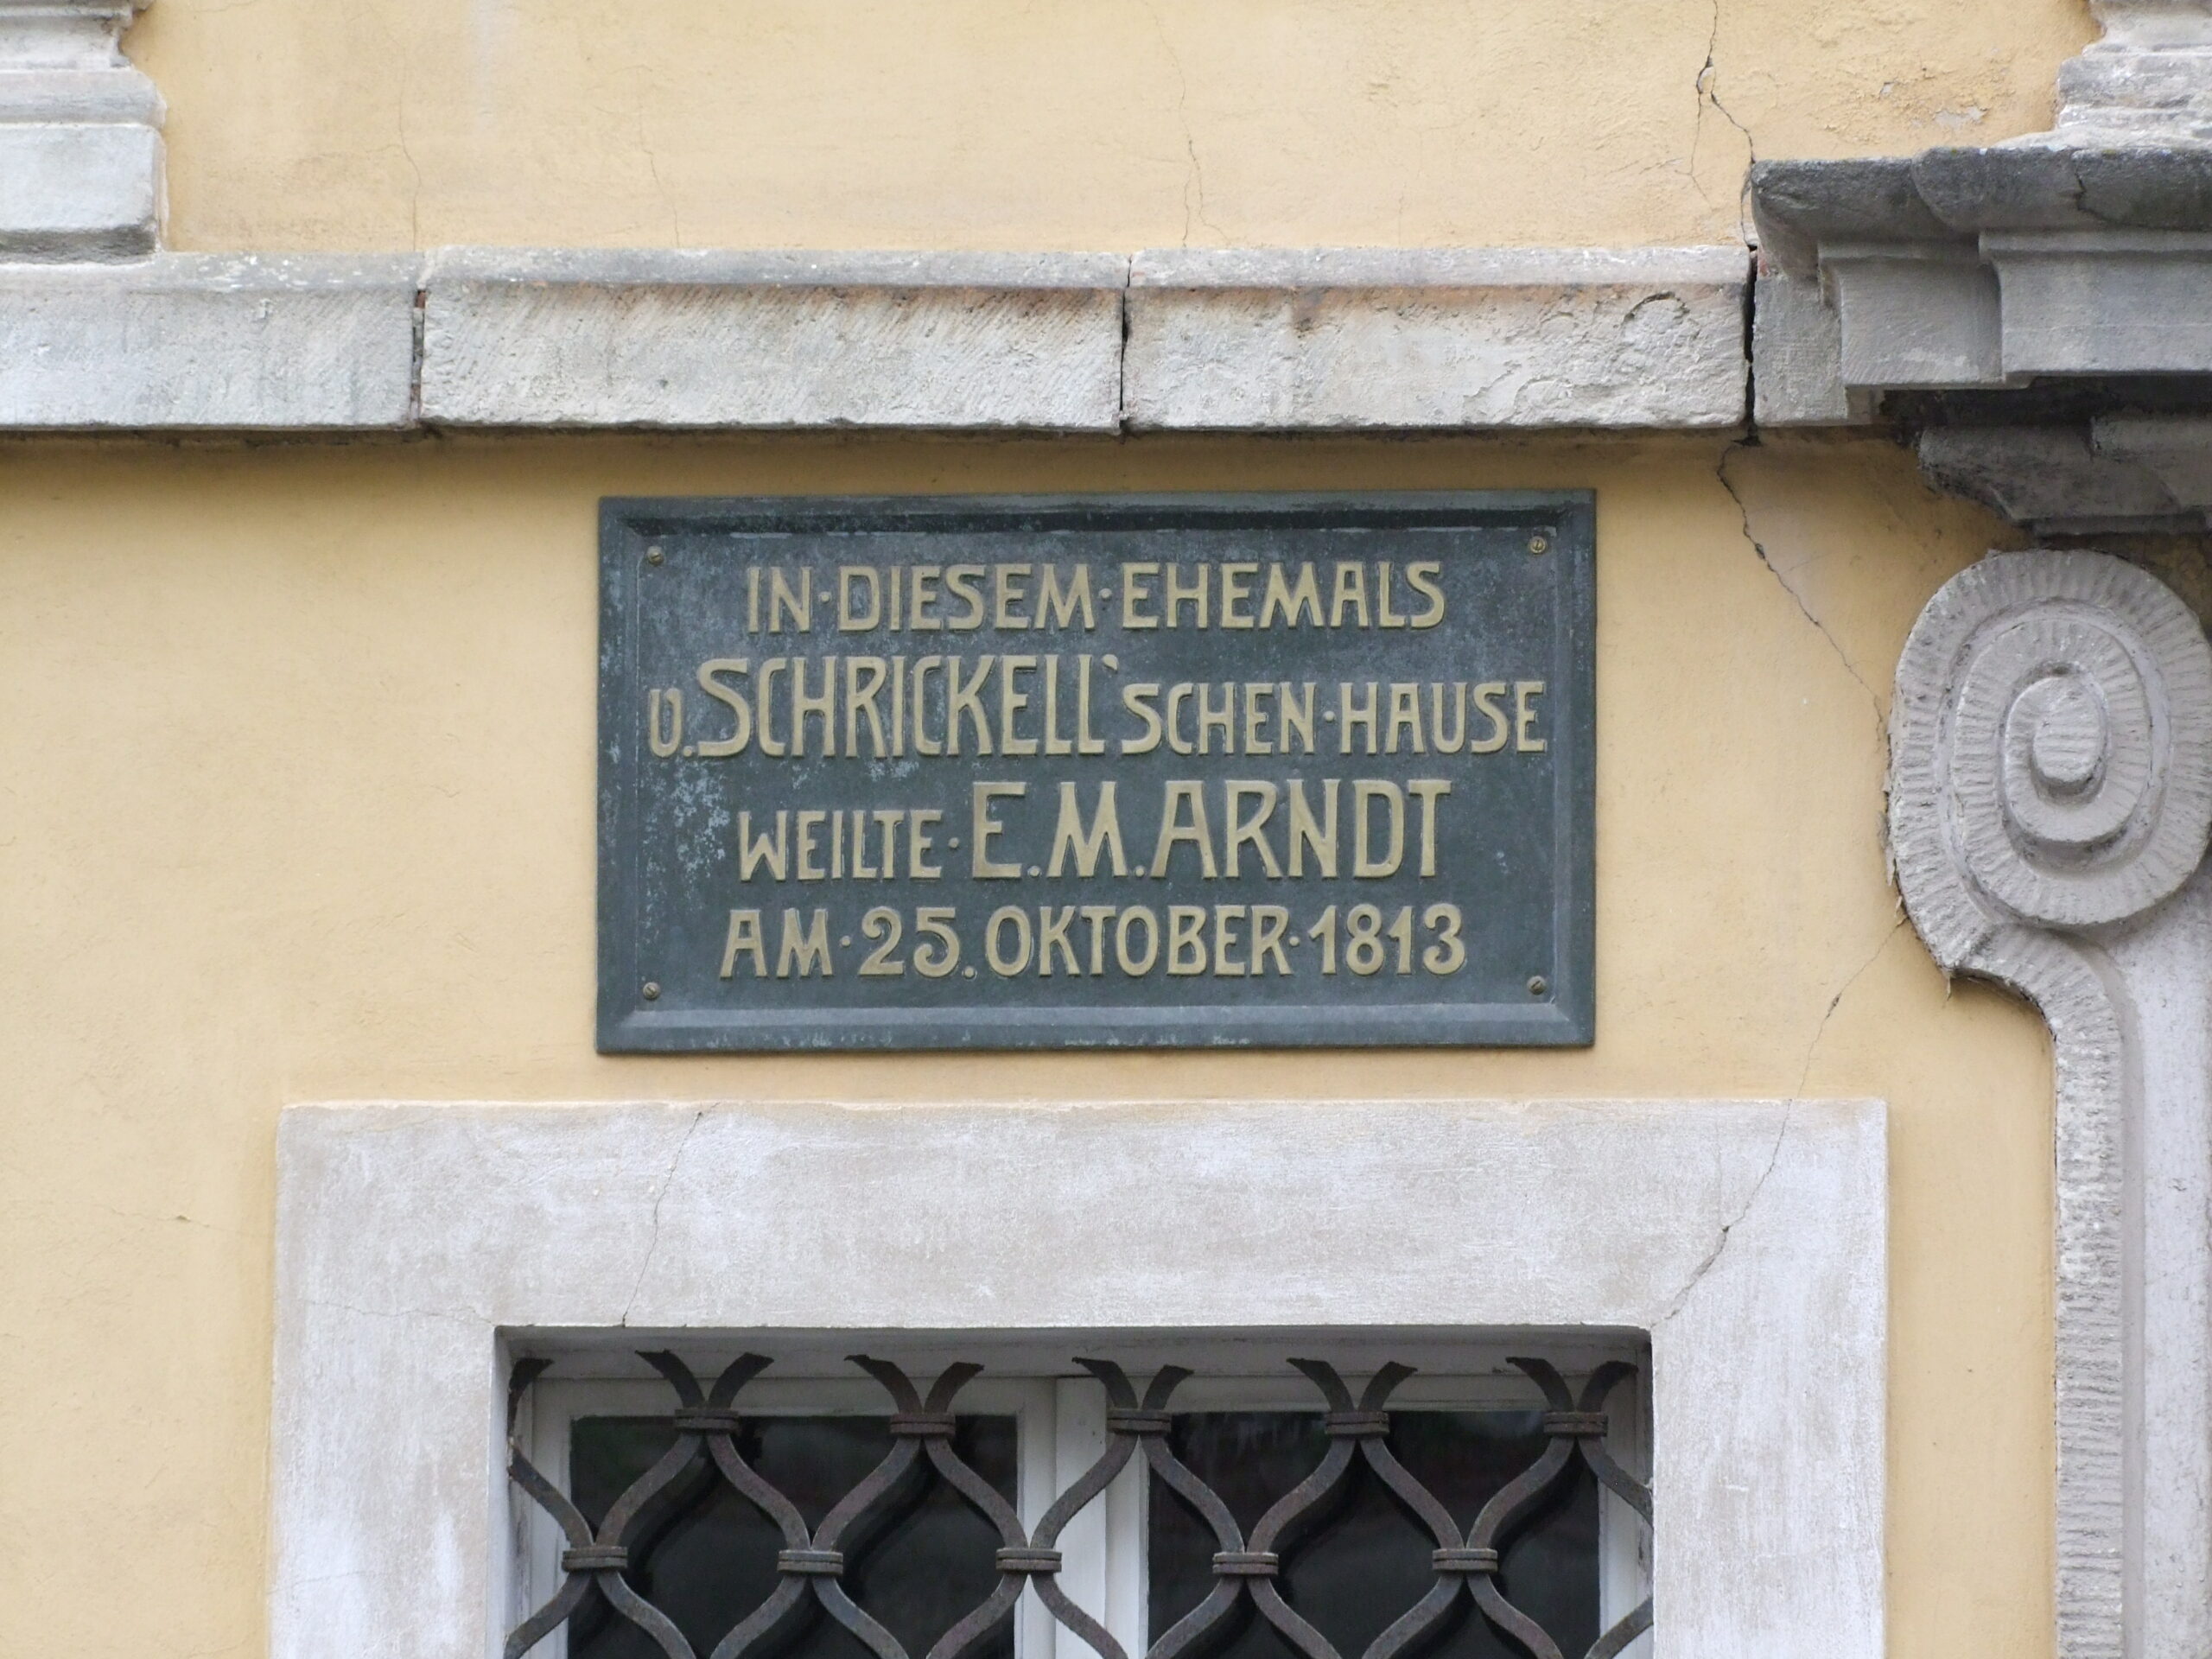 IN·DIESEM·EHEMALS
v.SCHRICKELL`SCHEN·HAUSE
WEILTE·E.M.ARNDT
AM·25.OKTOBER·1813